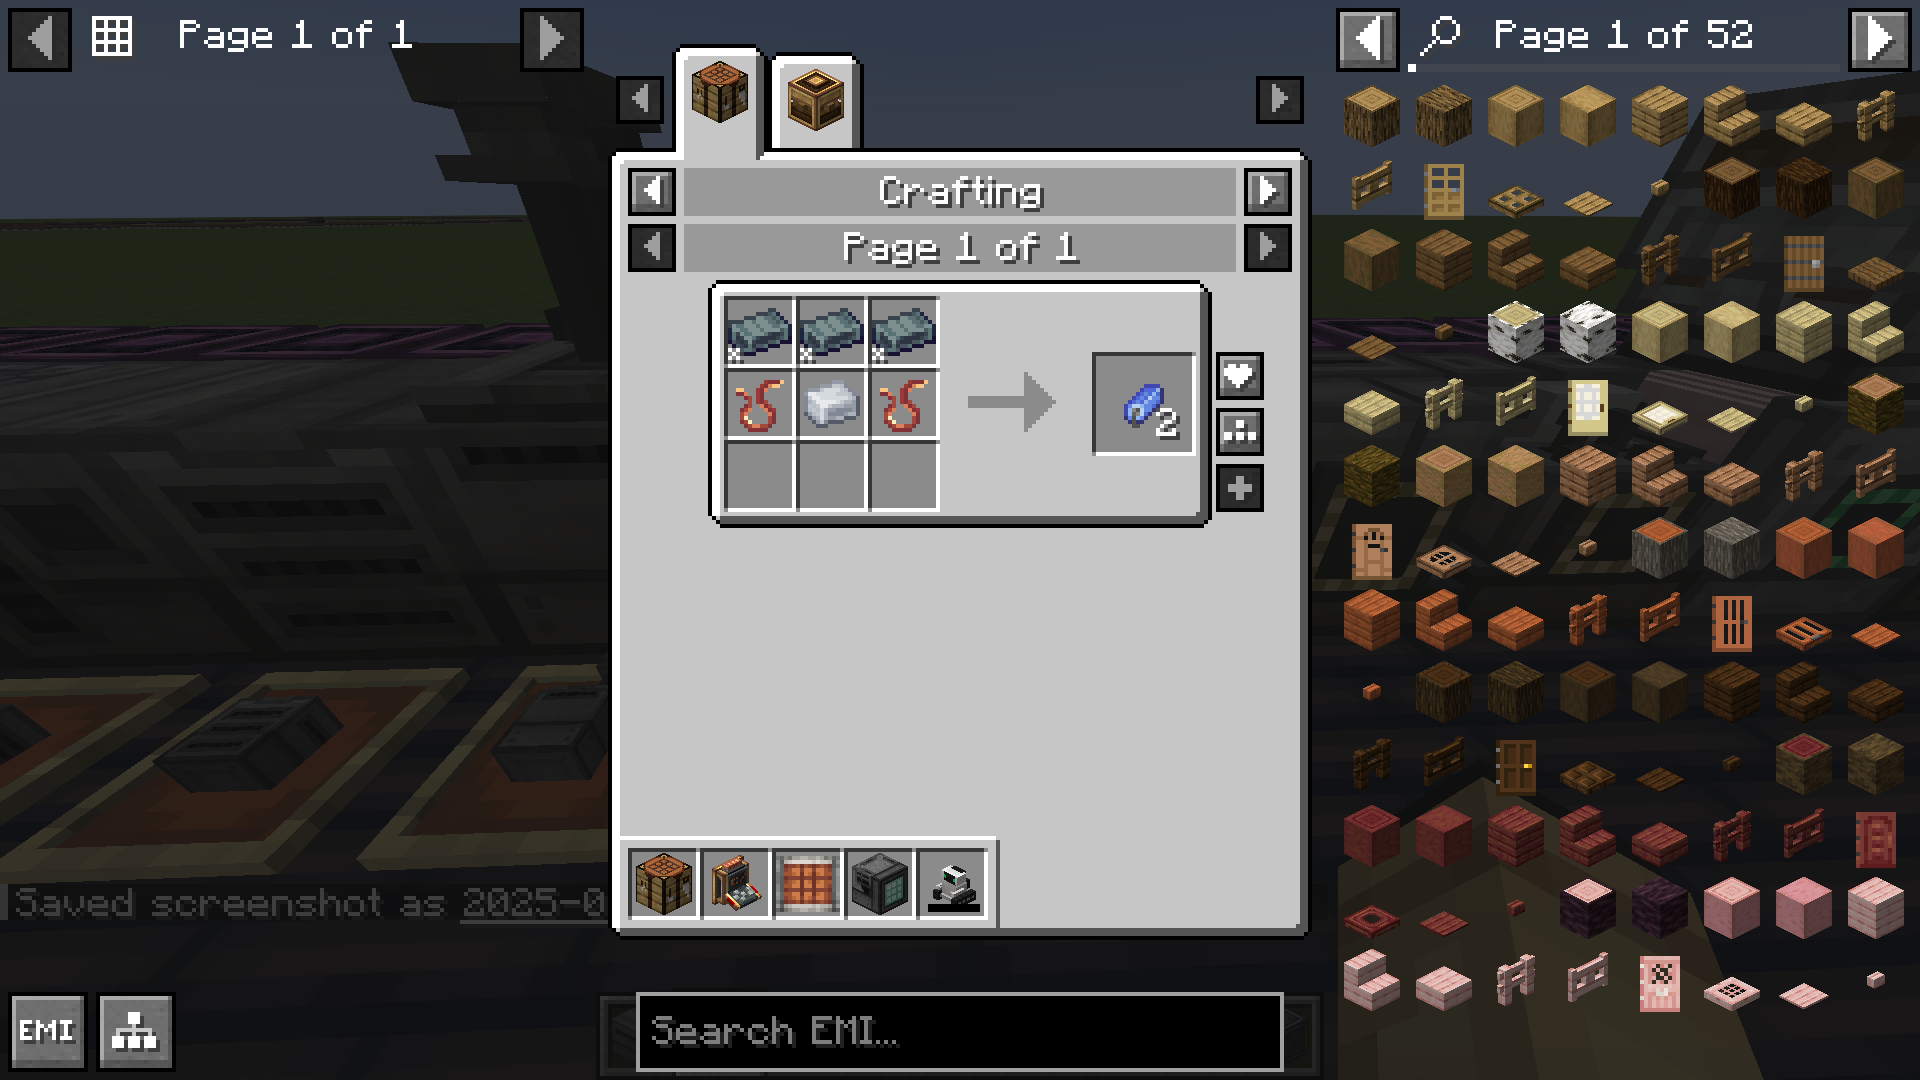 Page 1 of 1
Page 1 of 52
Crafting
Page 1 of 1
2
Saved screenshot as 2025-0
EMI
Search EMI...